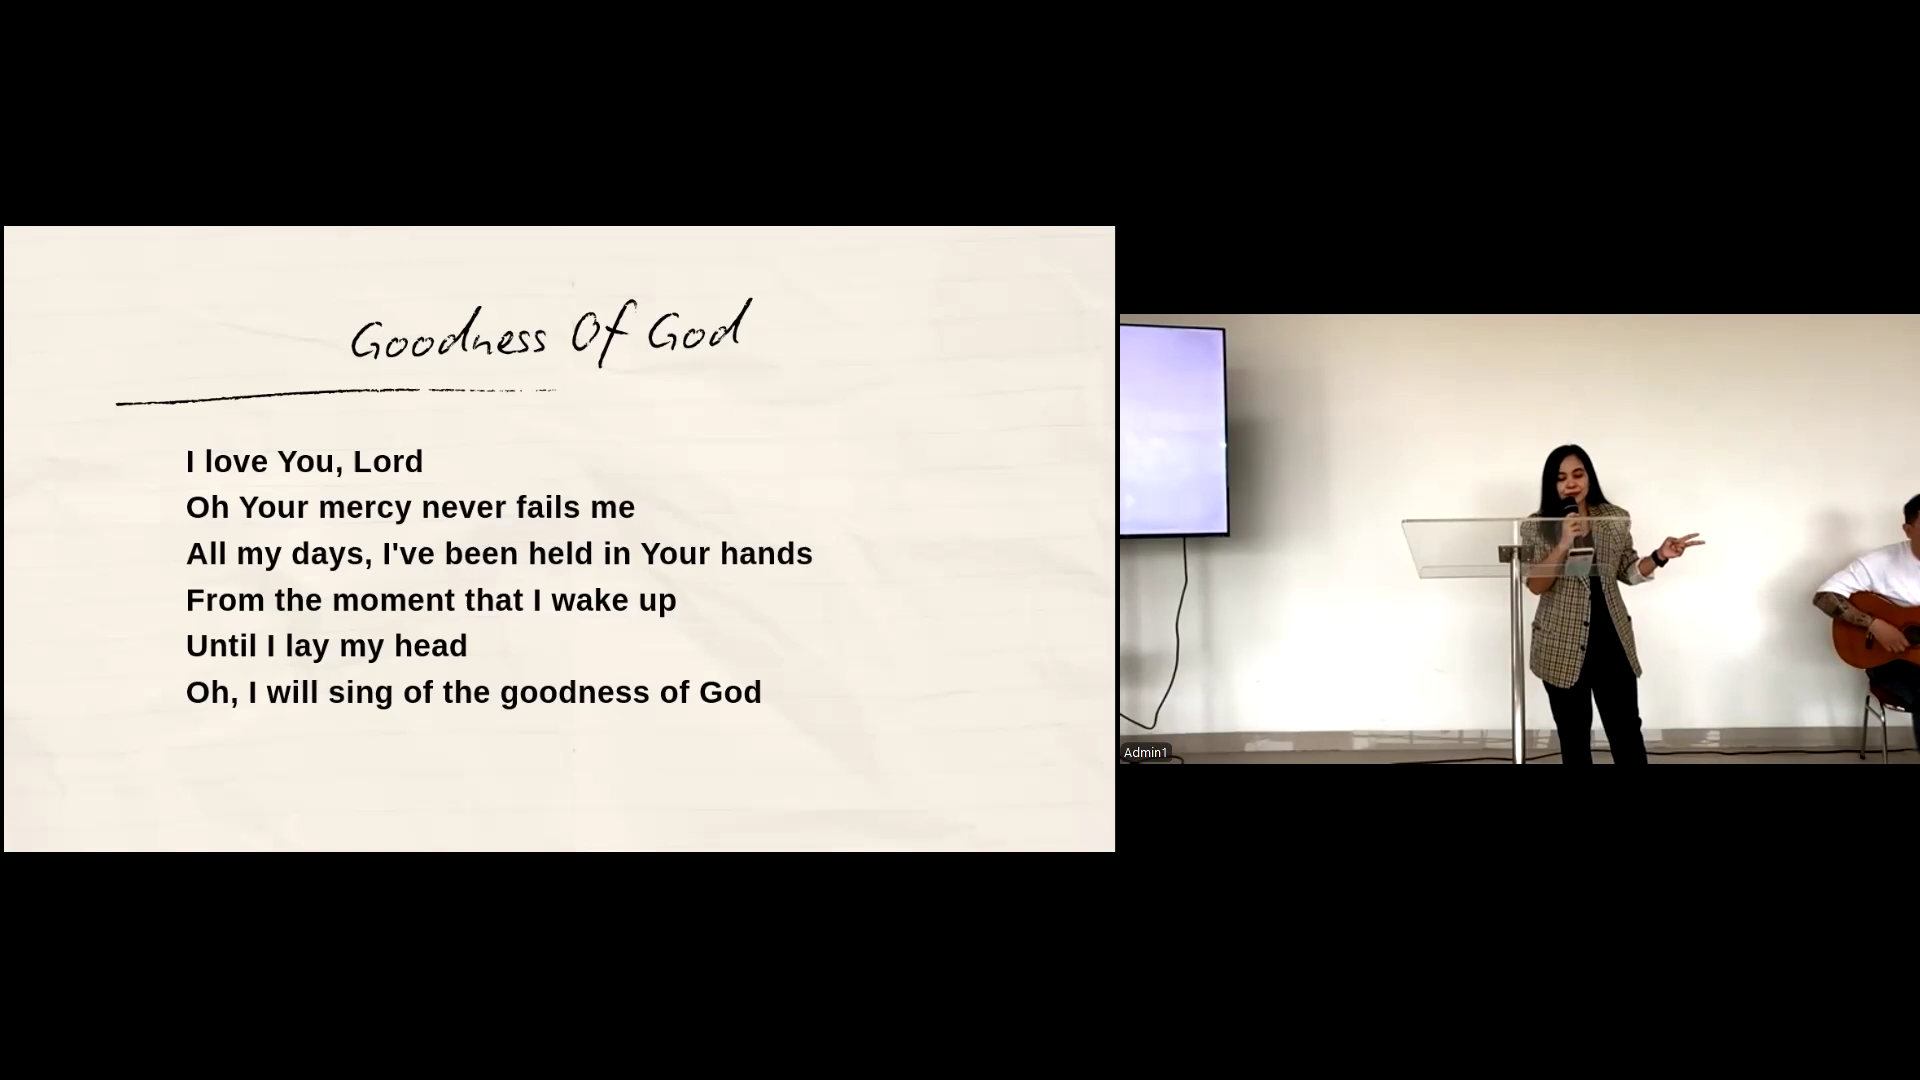 Goodness Of God
I love You, Lord
Oh Your mercy never fails me
All my days, I've been held in Your hands
From the moment that I wake up
Until I lay my head
Oh, I will sing of the goodness of God
Admin1